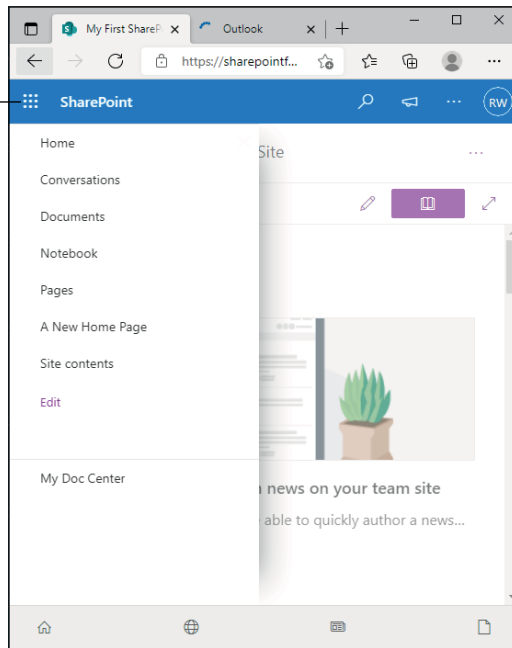 My First ShareP
Outlook
https://sharepointf...
SharePoint
RW
Home
Site
...
Conversations
Documents
Notebook
Pages
A New Home Page
Site contents
Edit
My Doc Center
news on your team site
able to quickly author a news...